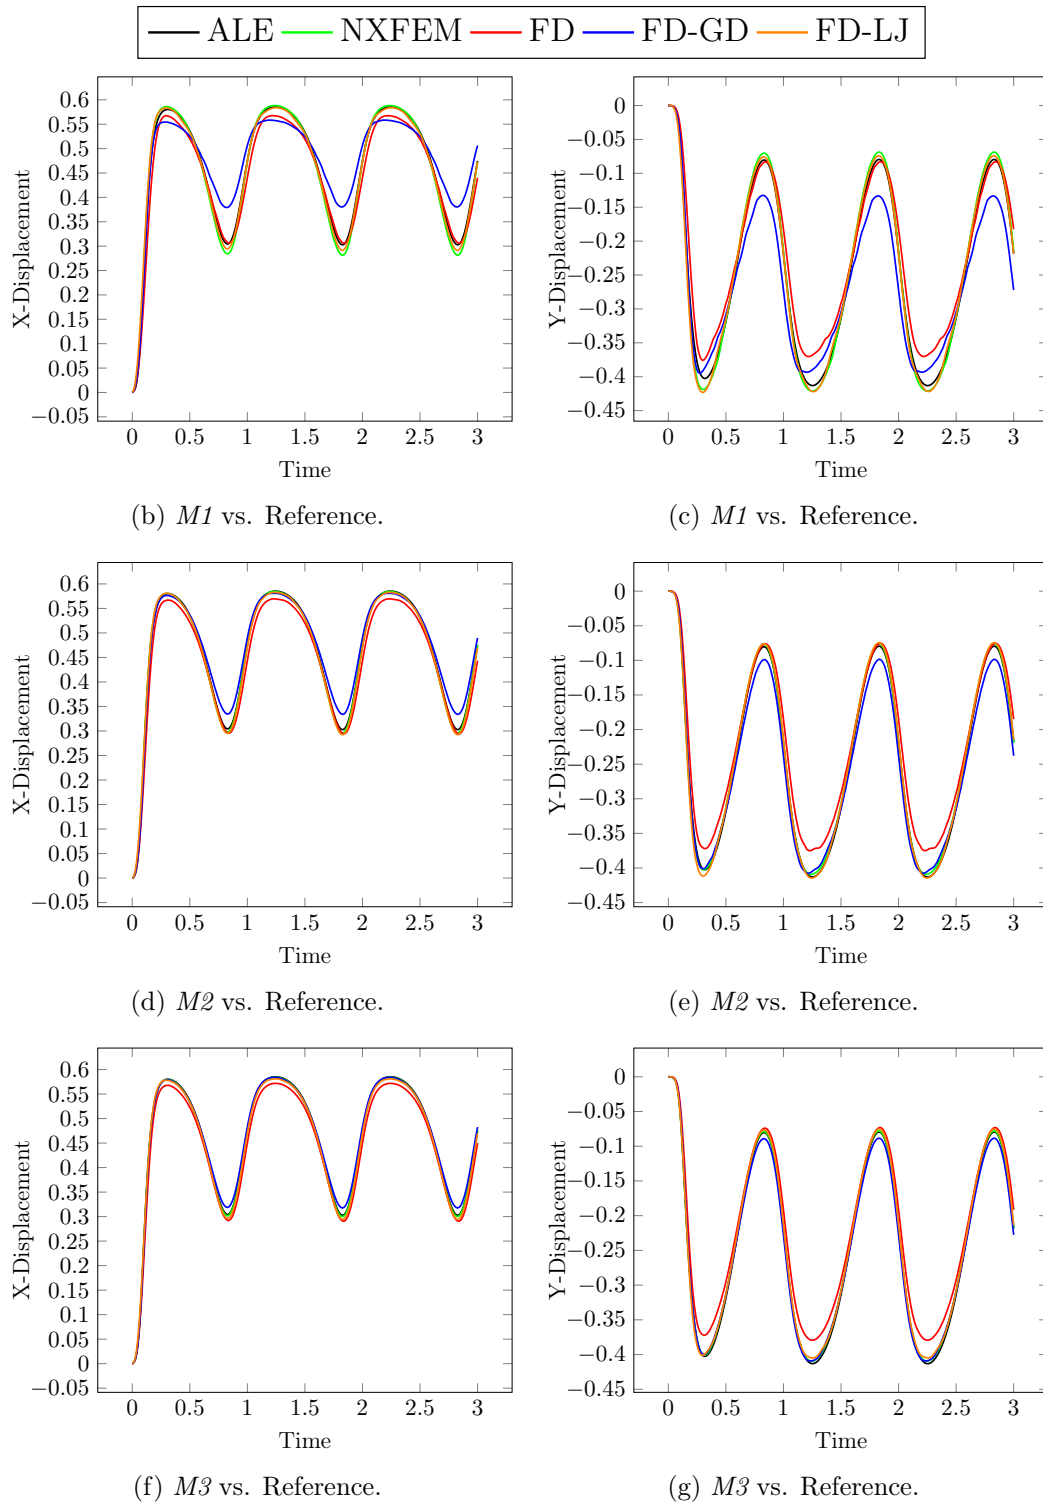 ALE NXFEM FD FD-GD FD-LJ
0.6
0.55
0.5
0.45
0.4
0.35
0.3
0.25
0.2
0.15
0.1
0.05
0
−0.05
X-Displacement
0 0.5 1 1.5 2 2.5 3
Time
(b) M1 vs. Reference.
0
−0.05
−0.1
−0.15
−0.2
−0.25
−0.3
−0.35
−0.4
−0.45
Y-Displacement
0 0.5 1 1.5 2 2.5 3
Time
(c) M1 vs. Reference.
0.6
0.55
0.5
0.45
0.4
0.35
0.3
0.25
0.2
0.15
0.1
0.05
0
−0.05
X-Displacement
0 0.5 1 1.5 2 2.5 3
Time
(d) M2 vs. Reference.
0
−0.05
−0.1
−0.15
−0.2
−0.25
−0.3
−0.35
−0.4
−0.45
Y-Displacement
0 0.5 1 1.5 2 2.5 3
Time
(e) M2 vs. Reference.
0.6
0.55
0.5
0.45
0.4
0.35
0.3
0.25
0.2
0.15
0.1
0.05
0
−0.05
X-Displacement
0 0.5 1 1.5 2 2.5 3
Time
(f) M3 vs. Reference.
0
−0.05
−0.1
−0.15
−0.2
−0.25
−0.3
−0.35
−0.4
−0.45
Y-Displacement
0 0.5 1 1.5 2 2.5 3
Time
(g) M3 vs. Reference.